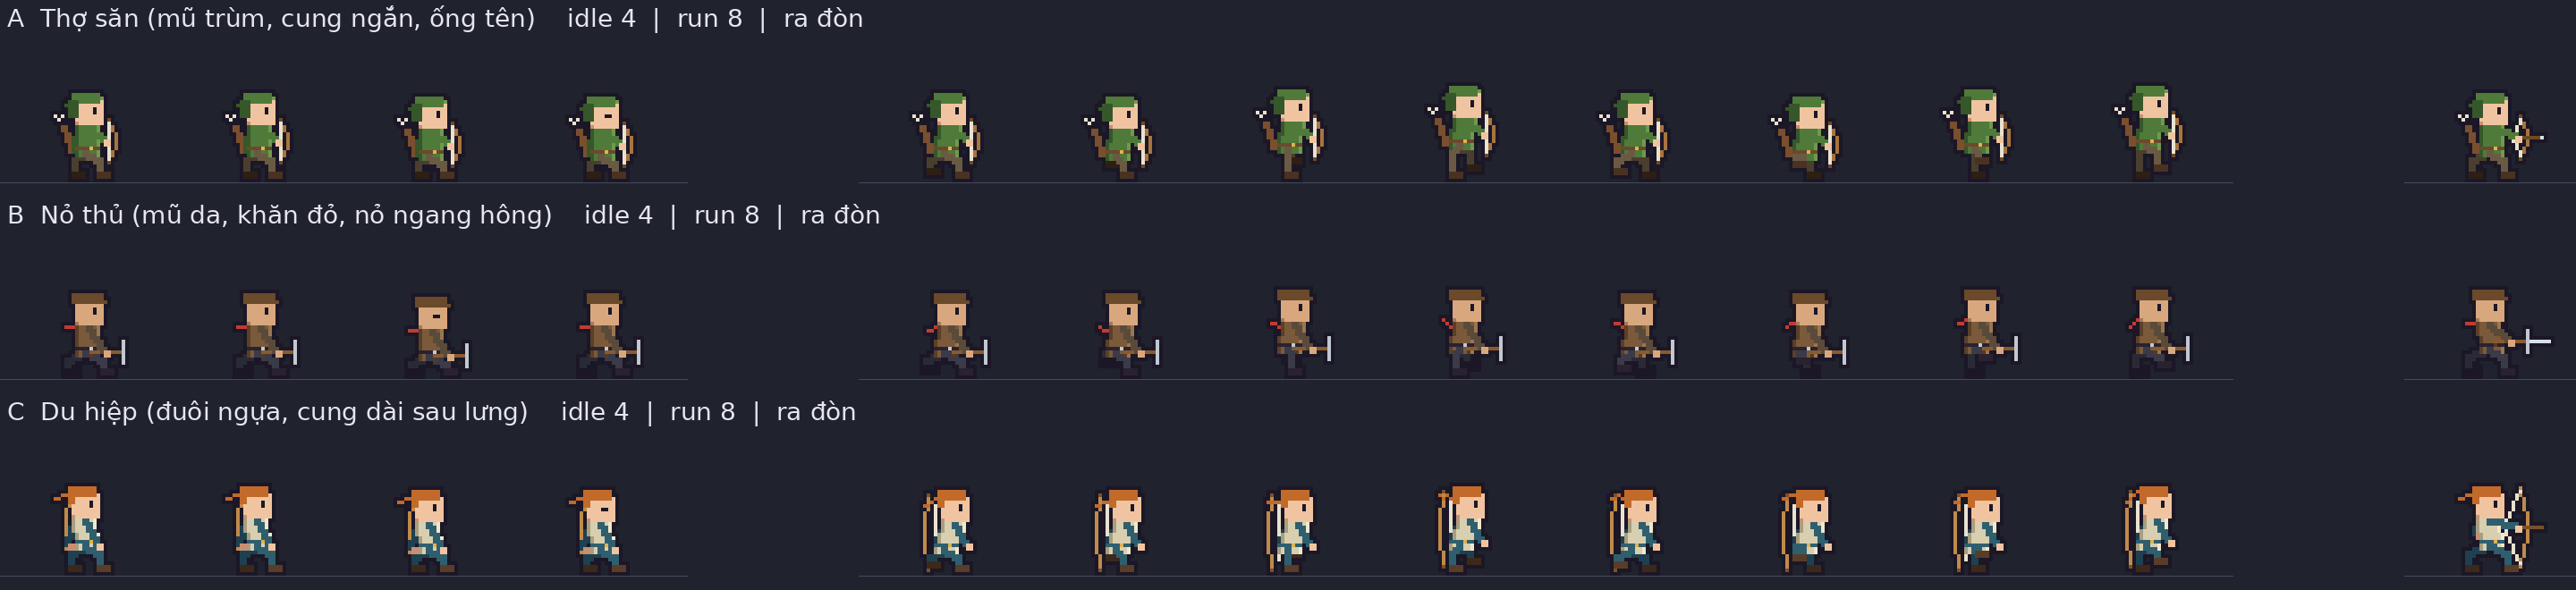 A Thợ săn (mũ trùm, cung ngắn, ống tên) idle 4 | run 8 | ra đòn
B Nỏ thủ (mũ da, khăn đỏ, nỏ ngang hông) idle 4 | run 8 | ra đòn
C Du hiệp (đuôi ngựa, cung dài sau lưng) idle 4 | run 8 | ra đòn